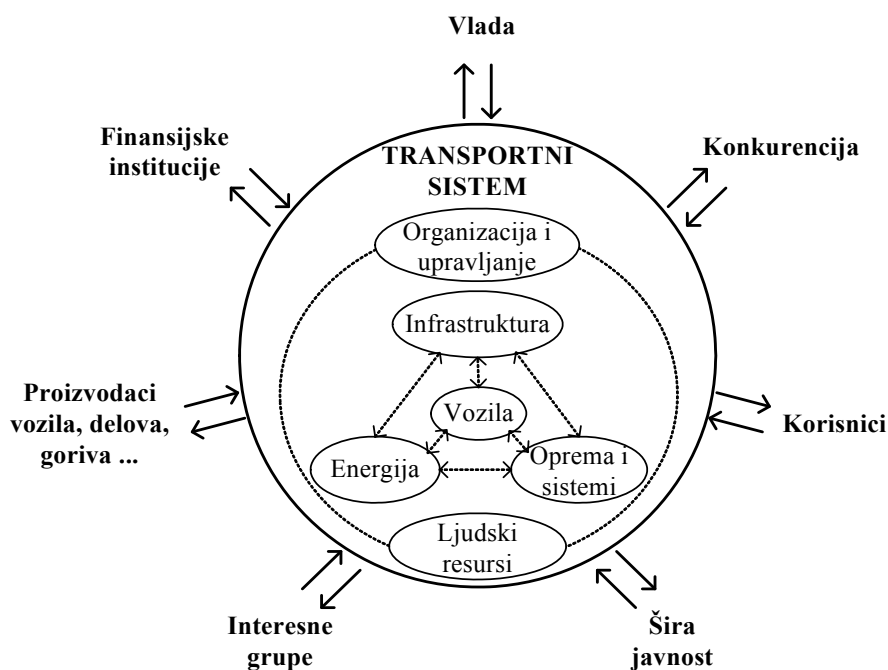 Vlada
Finansijske
institucije
Konkurencija
TRANSPORTNI
SISTEM
Organizacija i
upravljanje
Infrastruktura
Vozila
Energija
Oprema i
sistemi
Ljudski
resursi
Proizvodaci
vozila, delova,
goriva ...
Korisnici
Interesne
grupe
Šira
javnost